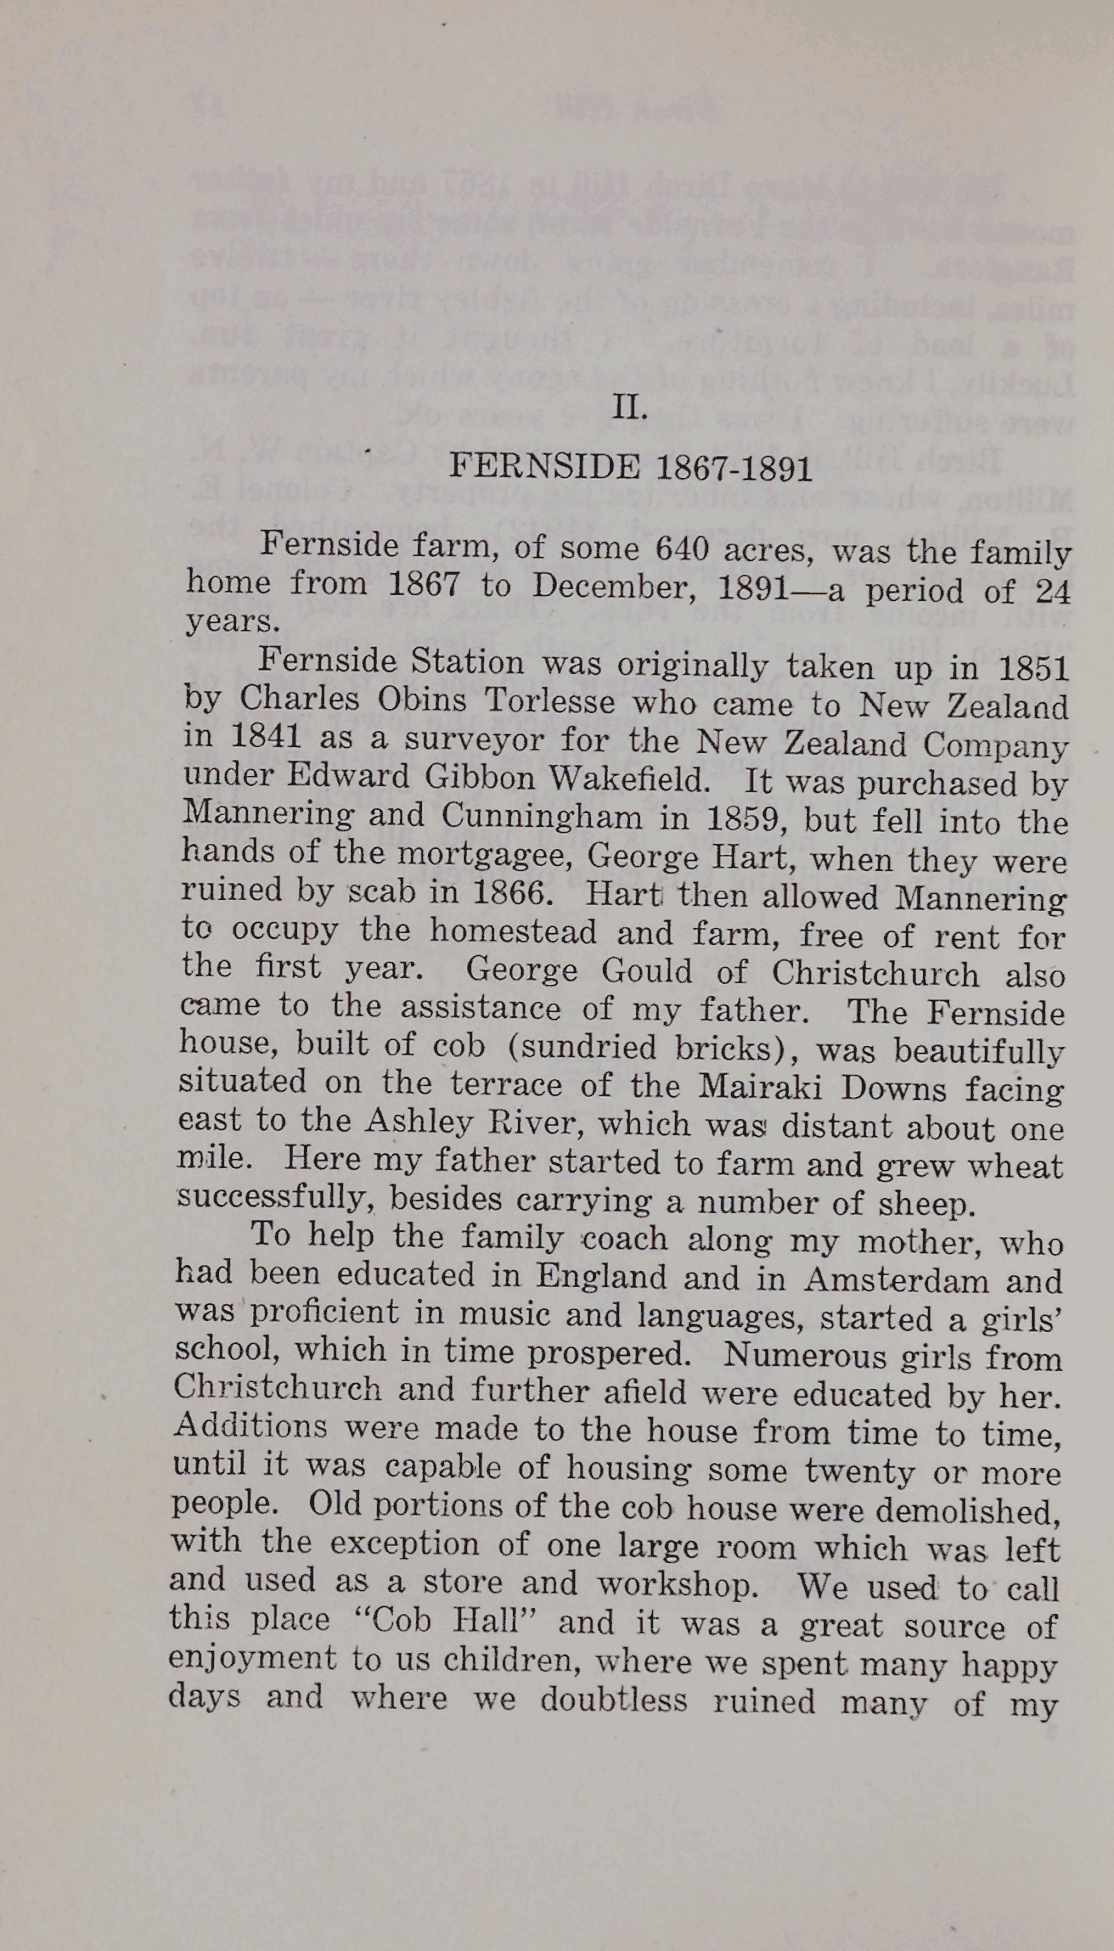 II.
FERNSIDE 1867-1891
Fernside farm, of some 640 acres, was the family
home from 1867 to December, 1891—a period of 24
years.
Fernside Station was originally taken up in 1851
by Charles Obins Torlesse who came to New Zealand
in 1841 as a surveyor for the New Zealand Company
under Edward Gibbon Wakefield. It was purchased by
Mannering and Cunningham in 1859, but fell into the
hands of the mortgagee, George Hart, when they were
ruined by scab in 1866. Hart then allowed Mannering
to occupy the homestead and farm, free of rent for
the first year. George Gould of Christchurch also
came to the assistance of my father. The Fernside
house, built of cob (sundried bricks), was beautifully
situated on the terrace of the Mairaki Downs facing
east to the Ashley River, which was distant about one
mile. Here my father started to farm and grew wheat
successfully, besides carrying a number of sheep.
To help the family coach along my mother, who
had been educated in England and in Amsterdam and
was proficient in music and languages, started a girls’
school, which in time prospered. Numerous girls from
Christchurch and further afield were educated by her.
Additions were made to the house from time to time,
until it was capable of housing some twenty or more
people. Old portions of the cob house were demolished,
with the exception of one large room which was left
and used as a store and workshop. We used to call
this place “Cob Hall” and it was a great source of
enjoyment to us children, where we spent many happy
days and where we doubtless ruined many of my